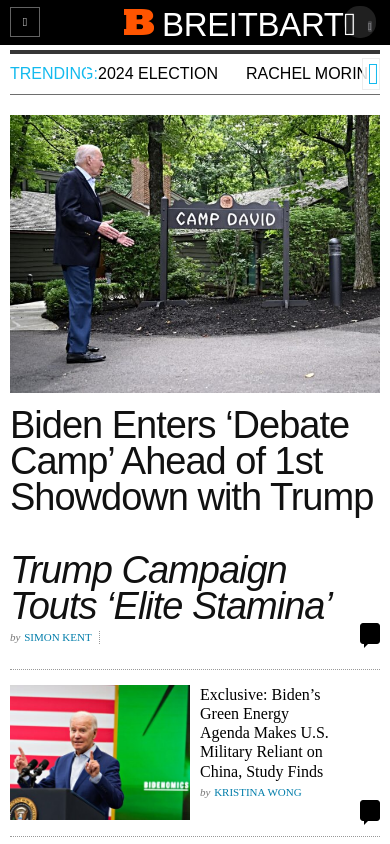 B BREITBART
TRENDING: 2024 ELECTION RACHEL MORIN
CAMP DAVID
Biden Enters ‘Debate
Camp’ Ahead of 1st
Showdown with Trump
Trump Campaign
Touts ‘Elite Stamina’
by SIMON KENT
BIDENOMICS
Exclusive: Biden’s
Green Energy
Agenda Makes U.S.
Military Reliant on
China, Study Finds
by KRISTINA WONG